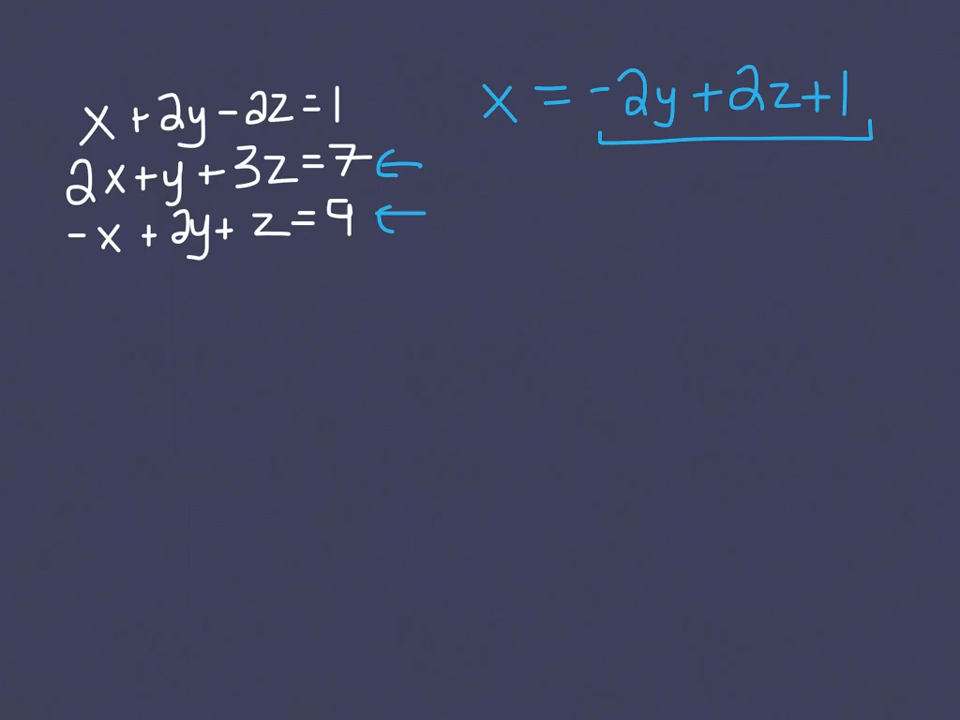 x + 2y - 2z = 1
2x + y + 3z = 7 ←
-x + 2y + z = 9 ←
x = -2y + 2z + 1